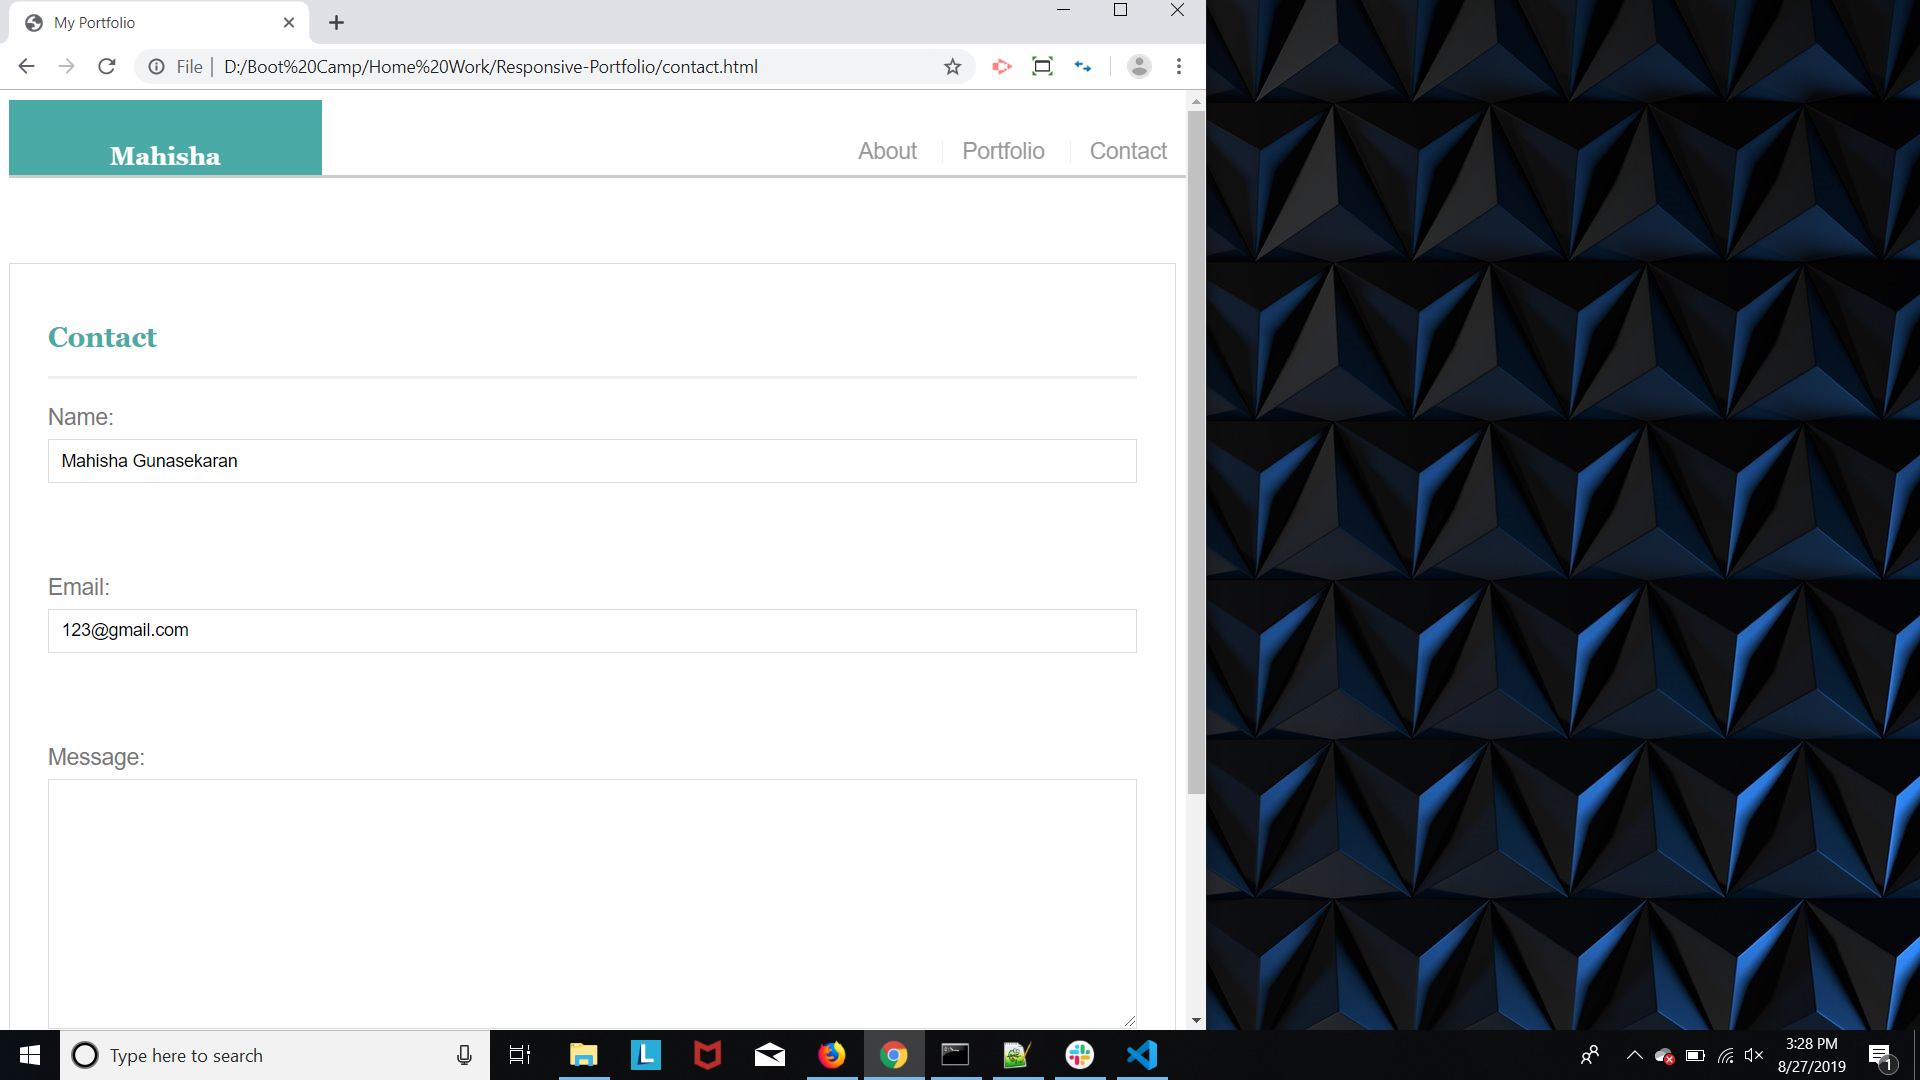 My Portfolio
File | D:/Boot%20Camp/Home%20Work/Responsive-Portfolio/contact.html
Mahisha
About
Portfolio
Contact
Contact
Name:
Mahisha Gunasekaran
Email:
123@gmail.com
Message:
Type here to search
L
3:28 PM
8/27/2019
1